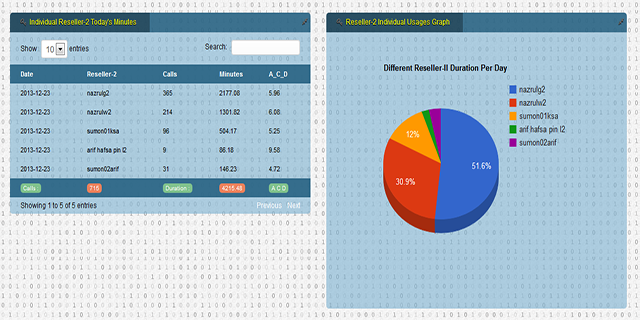 Individual Reseller-2 Today's Minutes
Show 10 entries Search:
Date Reseller-2 Calls Minutes A_C_D
2013-12-23 nazrulg2 365 2177.08 5.96
2013-12-23 nazrulw2 214 1301.82 6.08
2013-12-23 sumon01ksa 96 504.17 5.25
2013-12-23 arif hafsa pin l2 9 86.18 9.58
2013-12-23 sumon02arif 31 146.23 4.72
Calls 715 Duration 4215.48 A C D
Showing 1 to 5 of 5 entries Previous Next
Reseller-2 Individual Usages Graph
Different Reseller-II Duration Per Day
nazrulg2
nazrulw2
sumon01ksa
arif hafsa pin l2
sumon02arif
12%
51.6%
30.9%